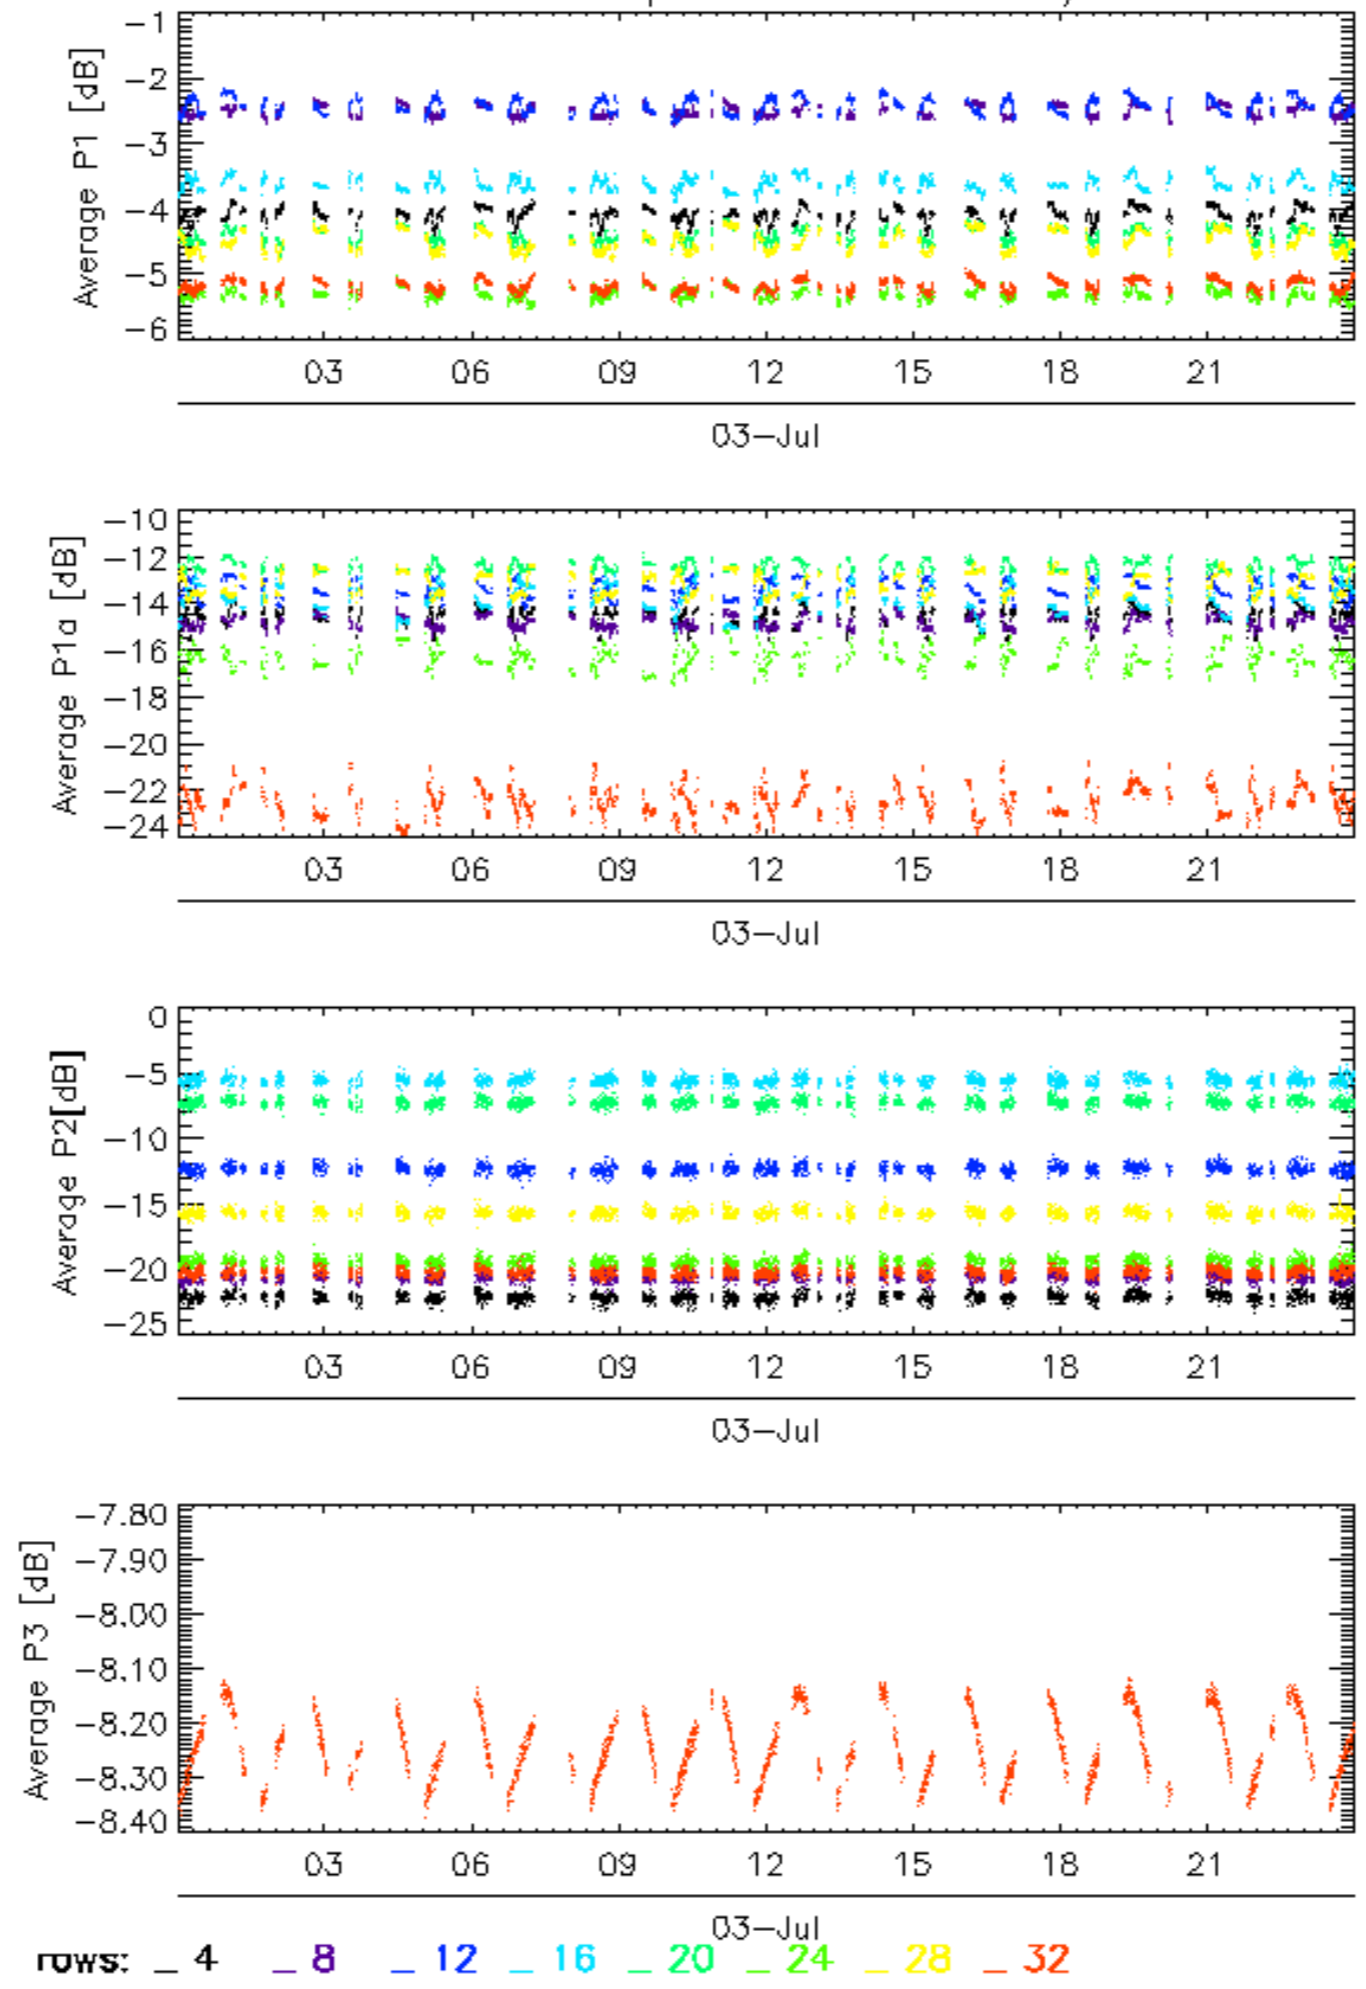 Average P1 [dB]
-1
-2
-3
-4
-5
-6
03 06 09 12 15 18 21
03-Jul
Average P1a [dB]
-10
-12
-14
-16
-18
-20
-22
-24
03 06 09 12 15 18 21
03-Jul
Average P2[dB]
0
-5
-10
-15
-20
-25
03 06 09 12 15 18 21
03-Jul
Average P3 [dB]
-7.80
-7.90
-8.00
-8.10
-8.20
-8.30
-8.40
03 06 09 12 15 18 21
03-Jul
rows: _ 4 _ 8 _ 12 _ 16 _ 20 _ 24 _ 28 _ 32